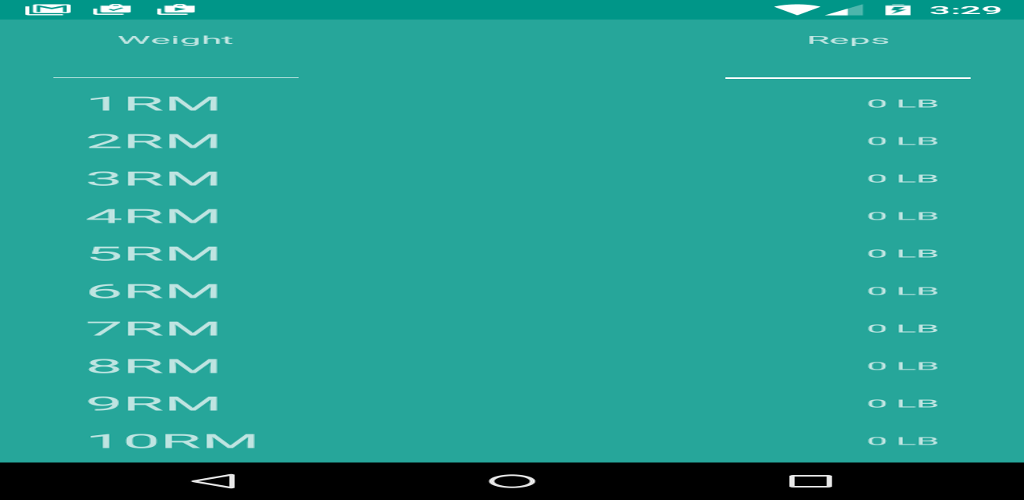 3:29
Weight Reps
1RM 0 LB
2RM 0 LB
3RM 0 LB
4RM 0 LB
5RM 0 LB
6RM 0 LB
7RM 0 LB
8RM 0 LB
9RM 0 LB
10RM 0 LB